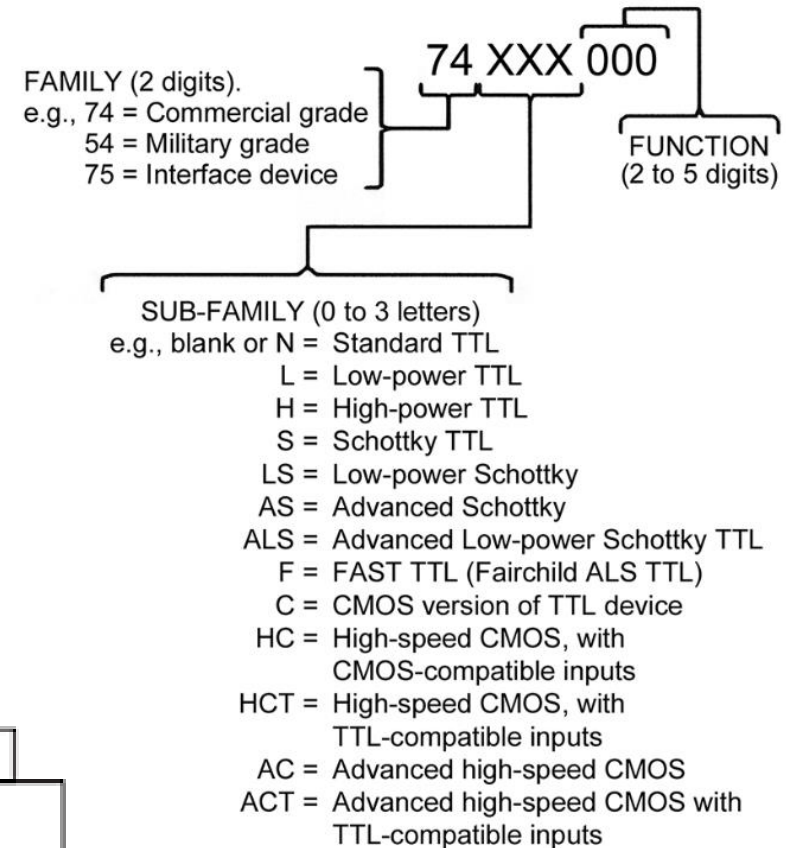 74 XXX 000
FAMILY (2 digits).
e.g., 74 = Commercial grade
54 = Military grade
75 = Interface device
FUNCTION
(2 to 5 digits)
SUB-FAMILY (0 to 3 letters)
e.g., blank or N = Standard TTL
L = Low-power TTL
H = High-power TTL
S = Schottky TTL
LS = Low-power Schottky
AS = Advanced Schottky
ALS = Advanced Low-power Schottky TTL
F = FAST TTL (Fairchild ALS TTL)
C = CMOS version of TTL device
HC = High-speed CMOS, with
CMOS-compatible inputs
HCT = High-speed CMOS, with
TTL-compatible inputs
AC = Advanced high-speed CMOS
ACT = Advanced high-speed CMOS with
TTL-compatible inputs